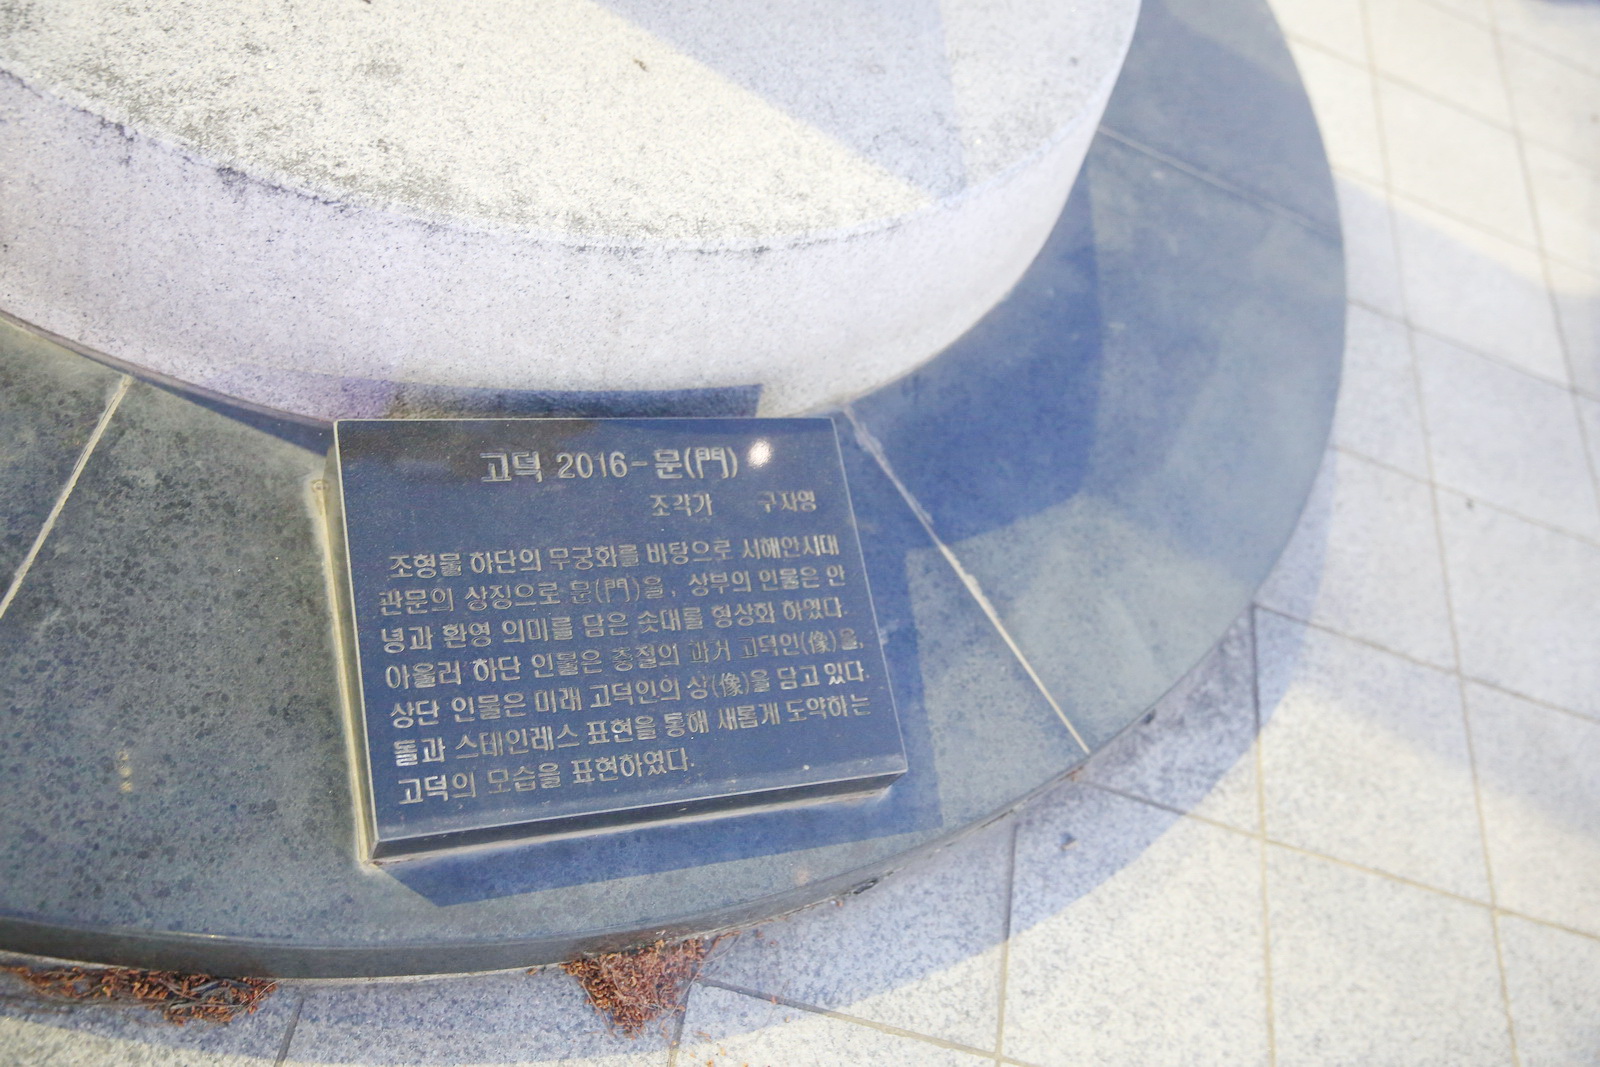 고덕 2016-문(門)
조각가 구자영
조형물 하단의 무궁화를 바탕으로 서해안시대
관문의 상징으로 문(門)을, 상부의 인물은 안
녕과 환영 의미를 담은 솟대를 형상화 하였다.
아울러 하단 인물은 충절의 과거 고덕인(像)을,
상단 인물은 미래 고덕인의 상(像)을 담고 있다.
돌과 스테인레스 표현을 통해 새롭게 도약하는
고덕의 모습을 표현하였다.